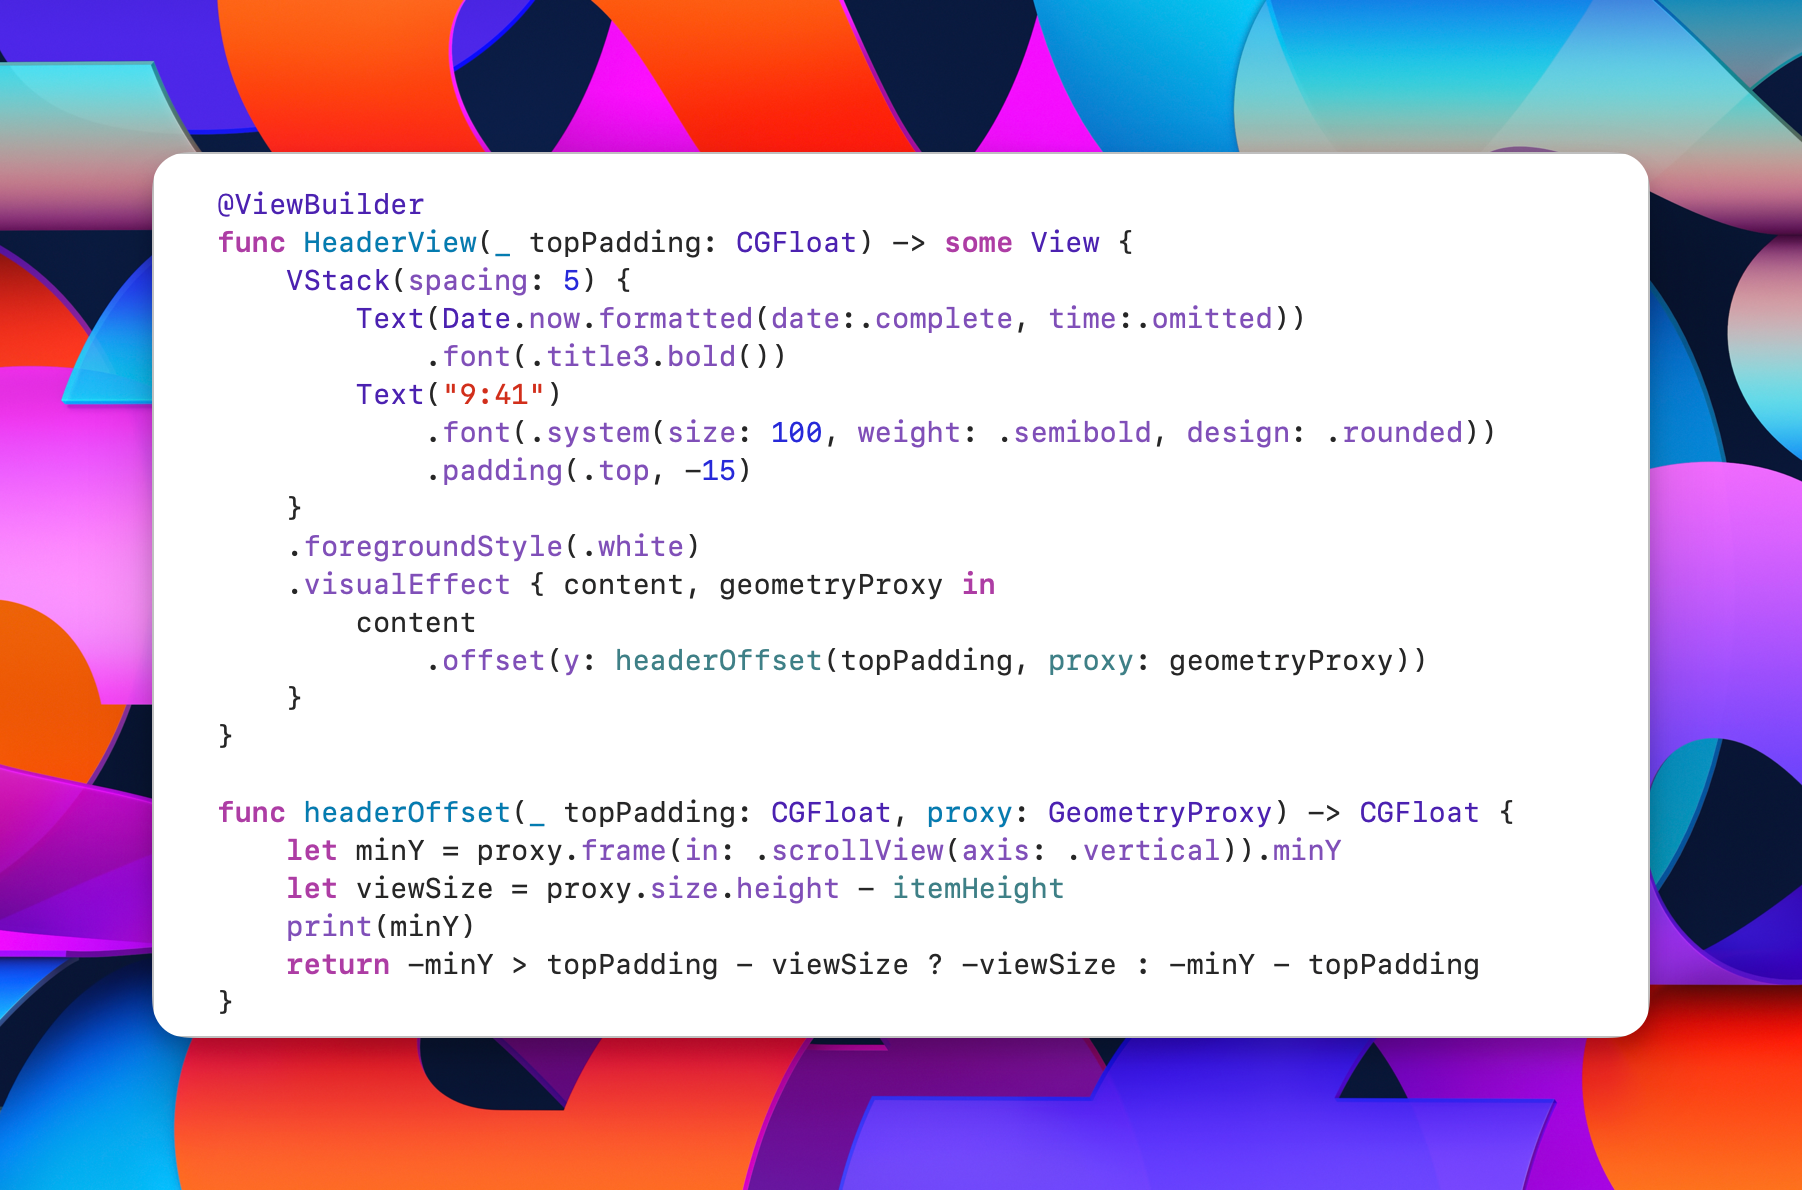 @ViewBuilder
func HeaderView(_ topPadding: CGFloat) -> some View {
    VStack(spacing: 5) {
        Text(Date.now.formatted(date:.complete, time:.omitted))
            .font(.title3.bold())
        Text("9:41")
            .font(.system(size: 100, weight: .semibold, design: .rounded))
            .padding(.top, -15)
    }
    .foregroundStyle(.white)
    .visualEffect { content, geometryProxy in
        content
            .offset(y: headerOffset(topPadding, proxy: geometryProxy))
    }
}

func headerOffset(_ topPadding: CGFloat, proxy: GeometryProxy) -> CGFloat {
    let minY = proxy.frame(in: .scrollView(axis: .vertical)).minY
    let viewSize = proxy.size.height - itemHeight
    print(minY)
    return -minY > topPadding - viewSize ? -viewSize : -minY - topPadding
}